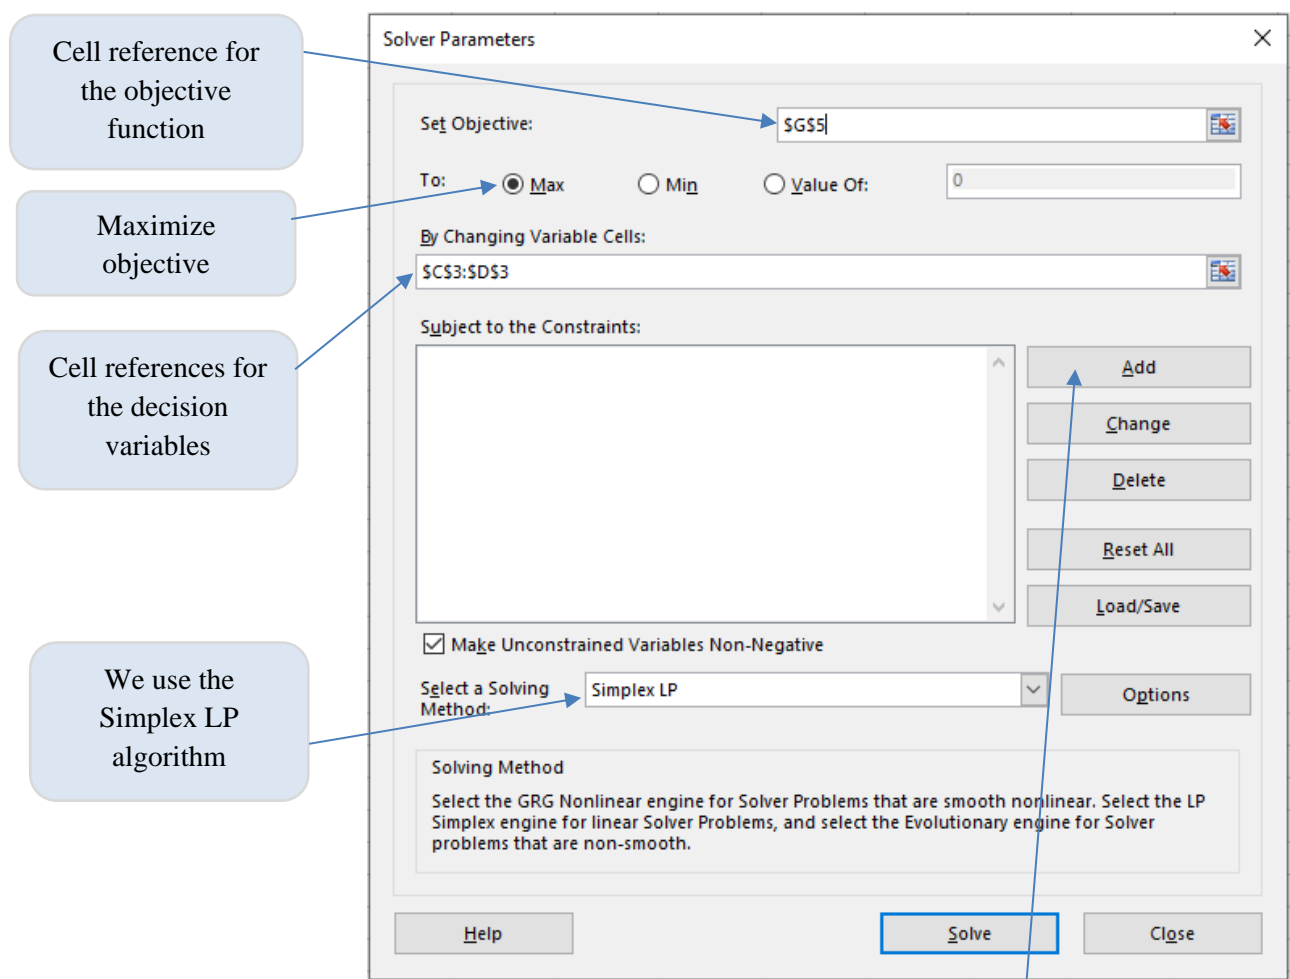 Cell reference for
the objective
function
Maximize
objective
Cell references for
the decision
variables
We use the
Simplex LP
algorithm
Solver Parameters
Set Objective:
$G$5
To:
Max
Min
Value Of:
0
By Changing Variable Cells:
$C$3:$D$3
Subject to the Constraints:
Add
Change
Delete
Reset All
Load/Save
Make Unconstrained Variables Non-Negative
Select a Solving
Method:
Simplex LP
Options
Solving Method
Select the GRG Nonlinear engine for Solver Problems that are smooth nonlinear. Select the LP
Simplex engine for linear Solver Problems, and select the Evolutionary engine for Solver
problems that are non-smooth.
Help
Solve
Close